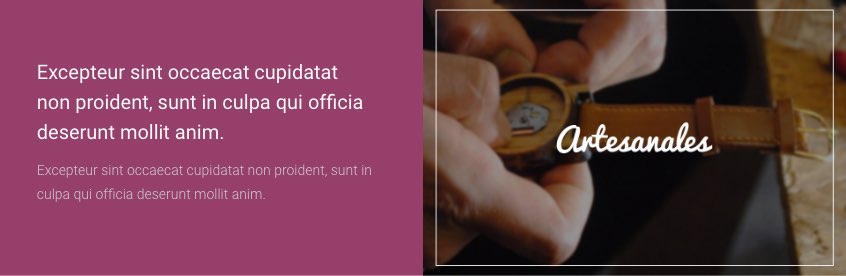 Excepteur sint occaecat cupidatat
non proident, sunt in culpa qui officia
deserunt mollit anim.
Excepteur sint occaecat cupidatat non proident, sunt in
culpa qui officia deserunt mollit anim.
Artesanales